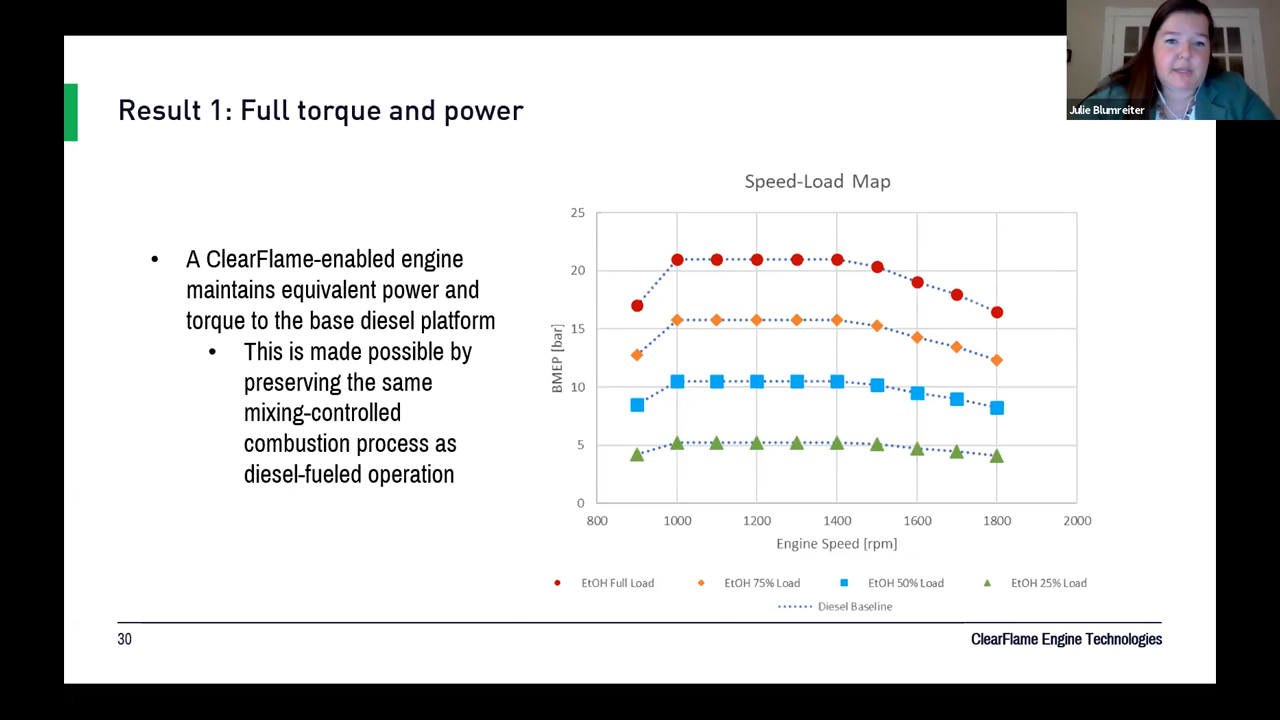 Julie Blumreiter
Result 1: Full torque and power
• A ClearFlame-enabled engine
maintains equivalent power and
torque to the base diesel platform
• This is made possible by
preserving the same
mixing-controlled
combustion process as
diesel-fueled operation
Speed-Load Map
BMEP [bar]
25
20
15
10
5
0
800 1000 1200 1400 1600 1800 2000
Engine Speed [rpm]
EtOH Full Load EtOH 75% Load EtOH 50% Load EtOH 25% Load
Diesel Baseline
30 ClearFlame Engine Technologies